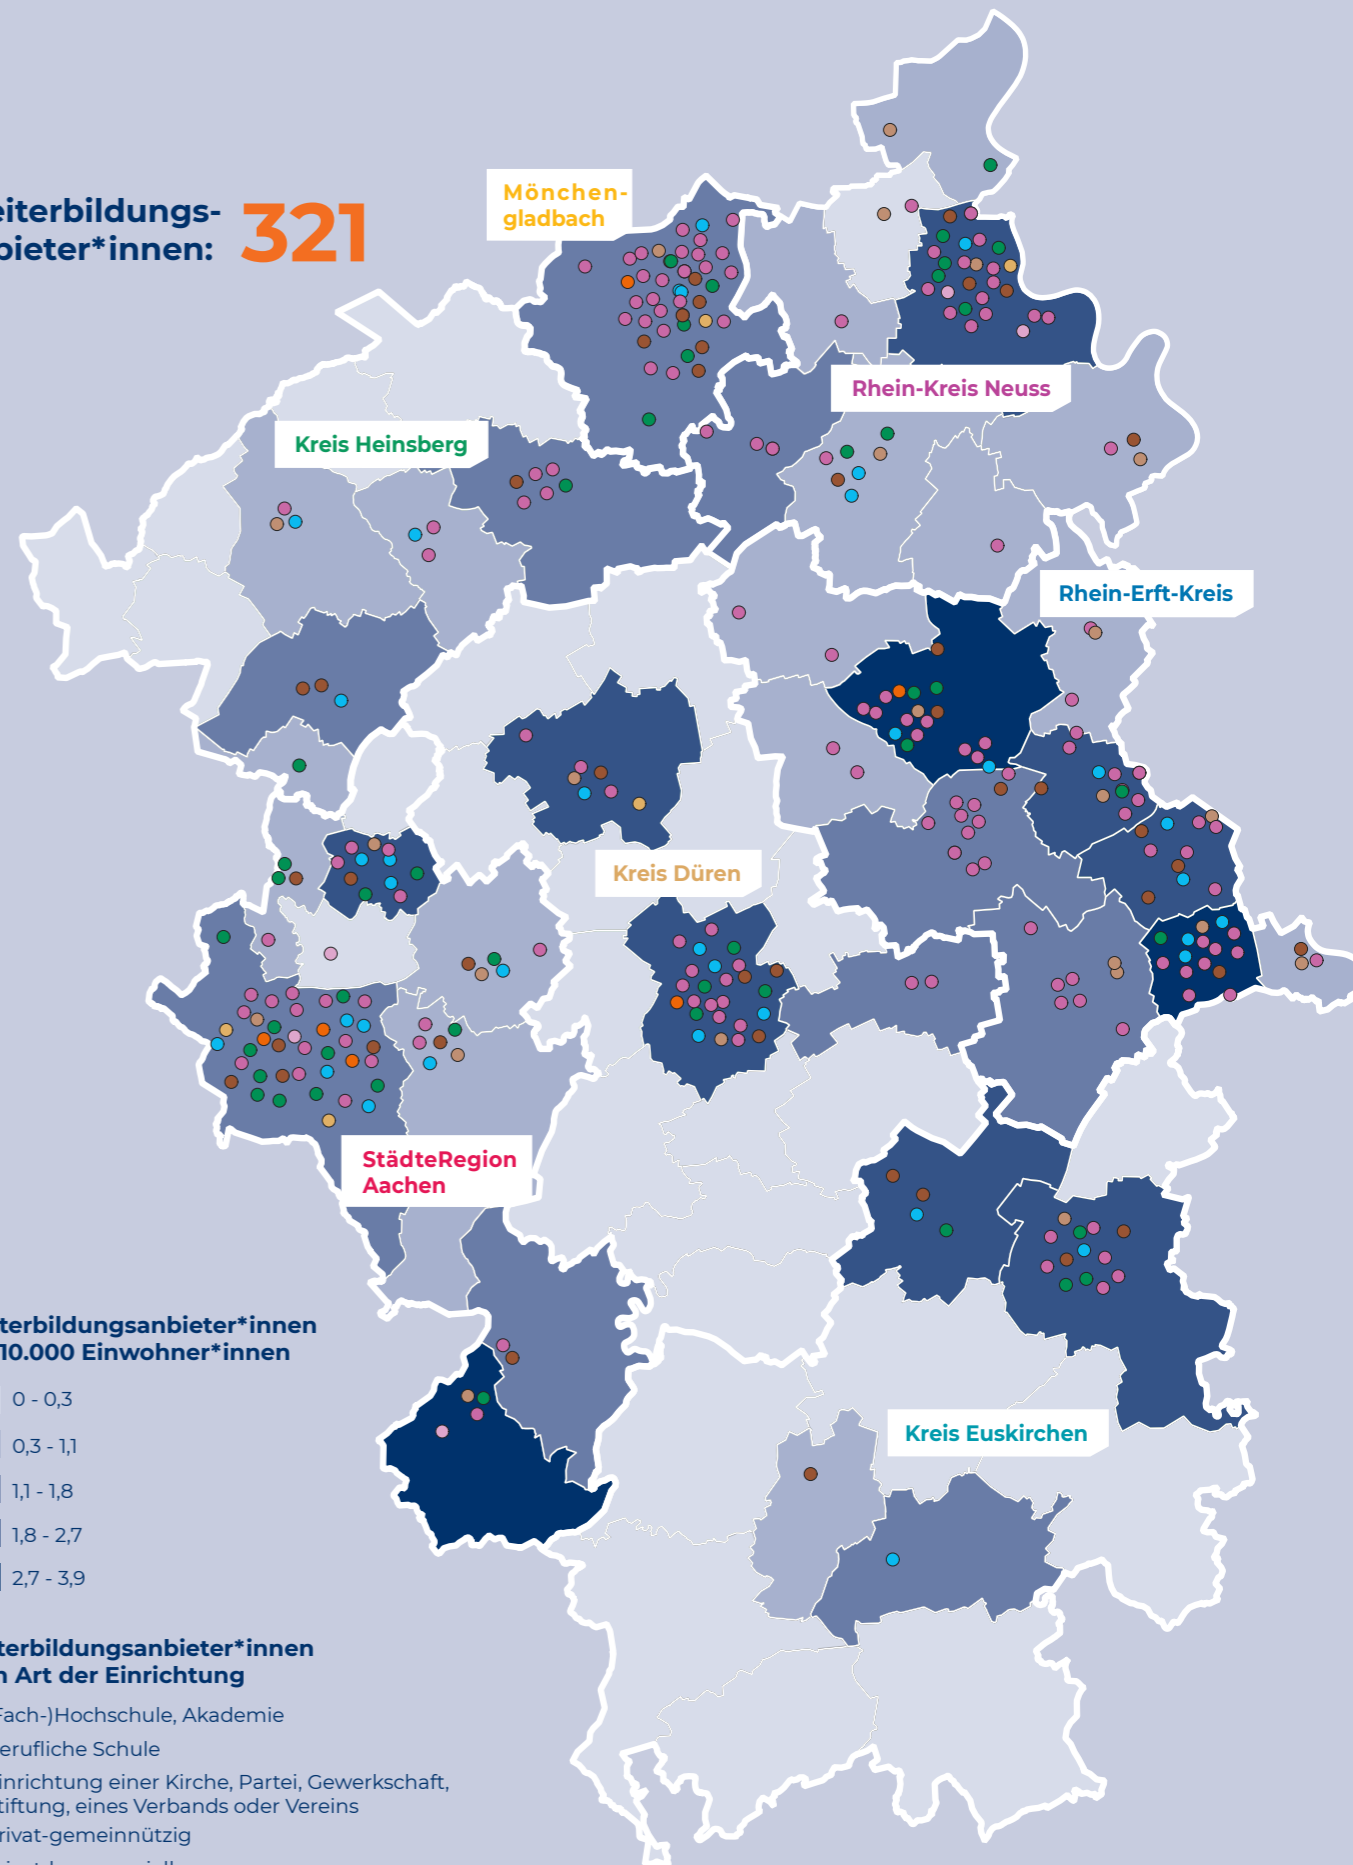 eiterbildungs-
bieter*innen: 321
Mönchen-
gladbach
Rhein-Kreis Neuss
Kreis Heinsberg
Rhein-Erft-Kreis
Kreis Düren
StädteRegion
Aachen
Kreis Euskirchen
terbildungsanbieter*innen
10.000 Einwohner*innen
0 - 0,3
0,3 - 1,1
1,1 - 1,8
1,8 - 2,7
2,7 - 3,9
terbildungsanbieter*innen
h Art der Einrichtung
Fach-)Hochschule, Akademie
erufliche Schule
inrichtung einer Kirche, Partei, Gewerkschaft,
tiftung, eines Verbands oder Vereins
rivat-gemeinnützig